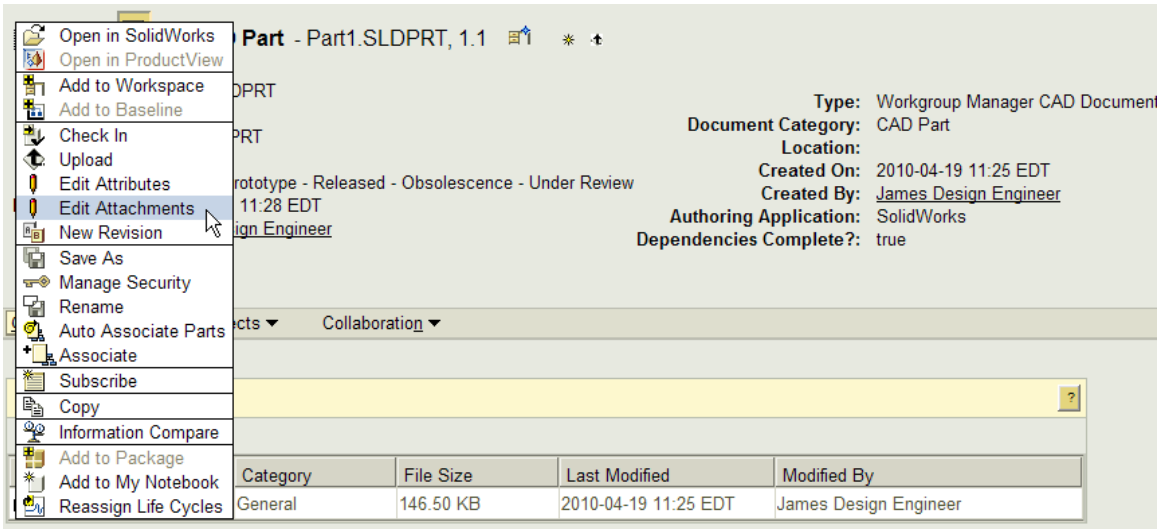 Open in SolidWorks
Open in ProductView
Add to Workspace
Add to Baseline
Check In
Upload
Edit Attributes
Edit Attachments
New Revision
Save As
Manage Security
Rename
Auto Associate Parts
Associate
Subscribe
Copy
Information Compare
Add to Package
Add to My Notebook
Reassign Life Cycles
Part - Part1.SLDPRT, 1.1
DPRT
PRT
rototype - Released - Obsolescence - Under Review
11:28 EDT
ign Engineer
Type: Workgroup Manager CAD Document
Document Category: CAD Part
Location:
Created On: 2010-04-19 11:25 EDT
Created By: James Design Engineer
Authoring Application: SolidWorks
Dependencies Complete?: true
cts Collaboration
?
Category File Size Last Modified Modified By
General 146.50 KB 2010-04-19 11:25 EDT James Design Engineer